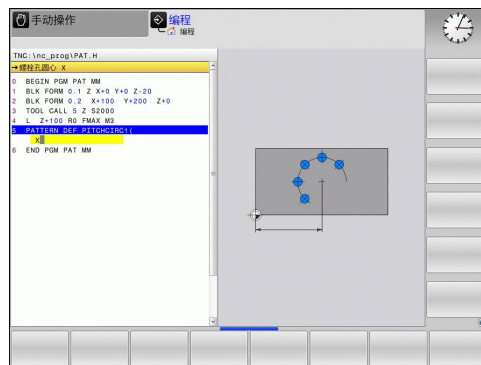 手动操作
编程
编程
TNC:\nc_prog\PAT.H
→螺栓孔圆心 X
0 BEGIN PGM PAT MM
1 BLK FORM 0.1 Z X+0 Y+0 Z-20
2 BLK FORM 0.2 X+100 Y+200 Z+0
3 TOOL CALL 5 Z S2000
4 L Z+100 R0 FMAX M3
5 PATTERN DEF PITCHCIRC1(
X
6 END PGM PAT MM